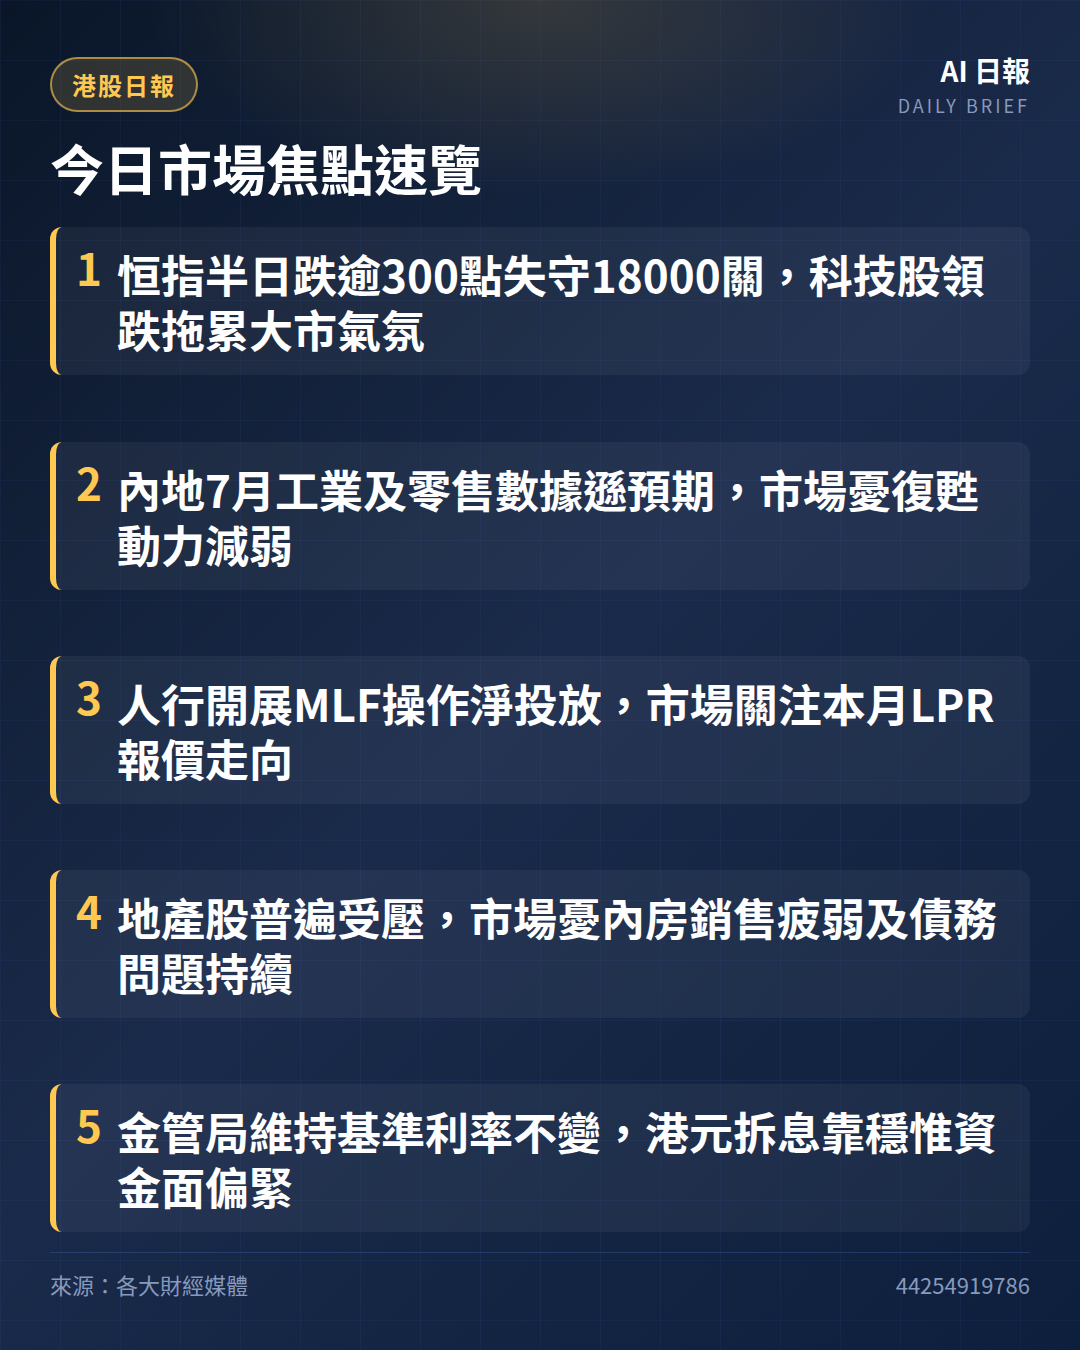 港股日報
AI 日報
DAILY BRIEF
今日市場焦點速覽
1 恒指半日跌逾300點失守18000關，科技股領
跌拖累大市氣氛
2 內地7月工業及零售數據遜預期，市場憂復甦
動力減弱
3 人行開展MLF操作淨投放，市場關注本月LPR
報價走向
4 地產股普遍受壓，市場憂內房銷售疲弱及債務
問題持續
5 金管局維持基準利率不變，港元拆息靠穩惟資
金面偏緊
來源：各大財經媒體
44254919786